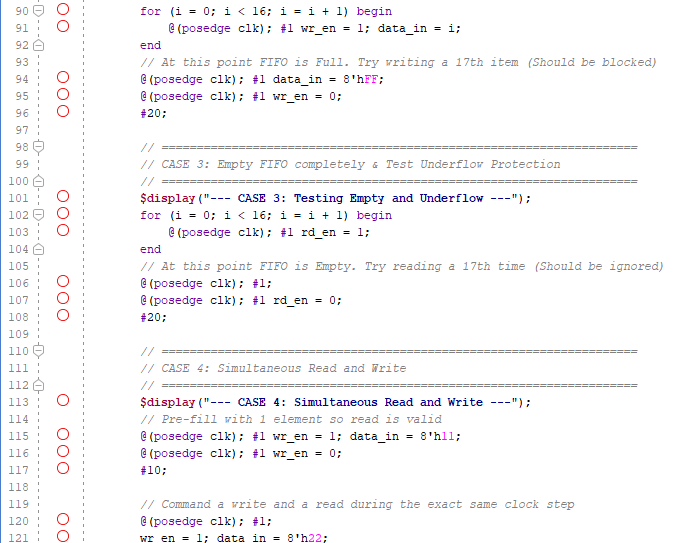 90 for (i = 0; i < 16; i = i + 1) begin
91 @(posedge clk); #1 wr_en = 1; data_in = i;
92 end
93 // At this point FIFO is Full. Try writing a 17th item (Should be blocked)
94 @(posedge clk); #1 data_in = 8'hFF;
95 @(posedge clk); #1 wr_en = 0;
96 #20;
97
98 // ====================================================================
99 // CASE 3: Empty FIFO completely & Test Underflow Protection
100 // ====================================================================
101 $display("--- CASE 3: Testing Empty and Underflow ---");
102 for (i = 0; i < 16; i = i + 1) begin
103 @(posedge clk); #1 rd_en = 1;
104 end
105 // At this point FIFO is Empty. Try reading a 17th time (Should be ignored)
106 @(posedge clk); #1;
107 @(posedge clk); #1 rd_en = 0;
108 #20;
109
110 // ====================================================================
111 // CASE 4: Simultaneous Read and Write
112 // ====================================================================
113 $display("--- CASE 4: Simultaneous Read and Write ---");
114 // Pre-fill with 1 element so read is valid
115 @(posedge clk); #1 wr_en = 1; data_in = 8'h11;
116 @(posedge clk); #1 wr_en = 0;
117 #10;
118
119 // Command a write and a read during the exact same clock step
120 @(posedge clk); #1;
121 wr_en = 1; data_in = 8'h22;